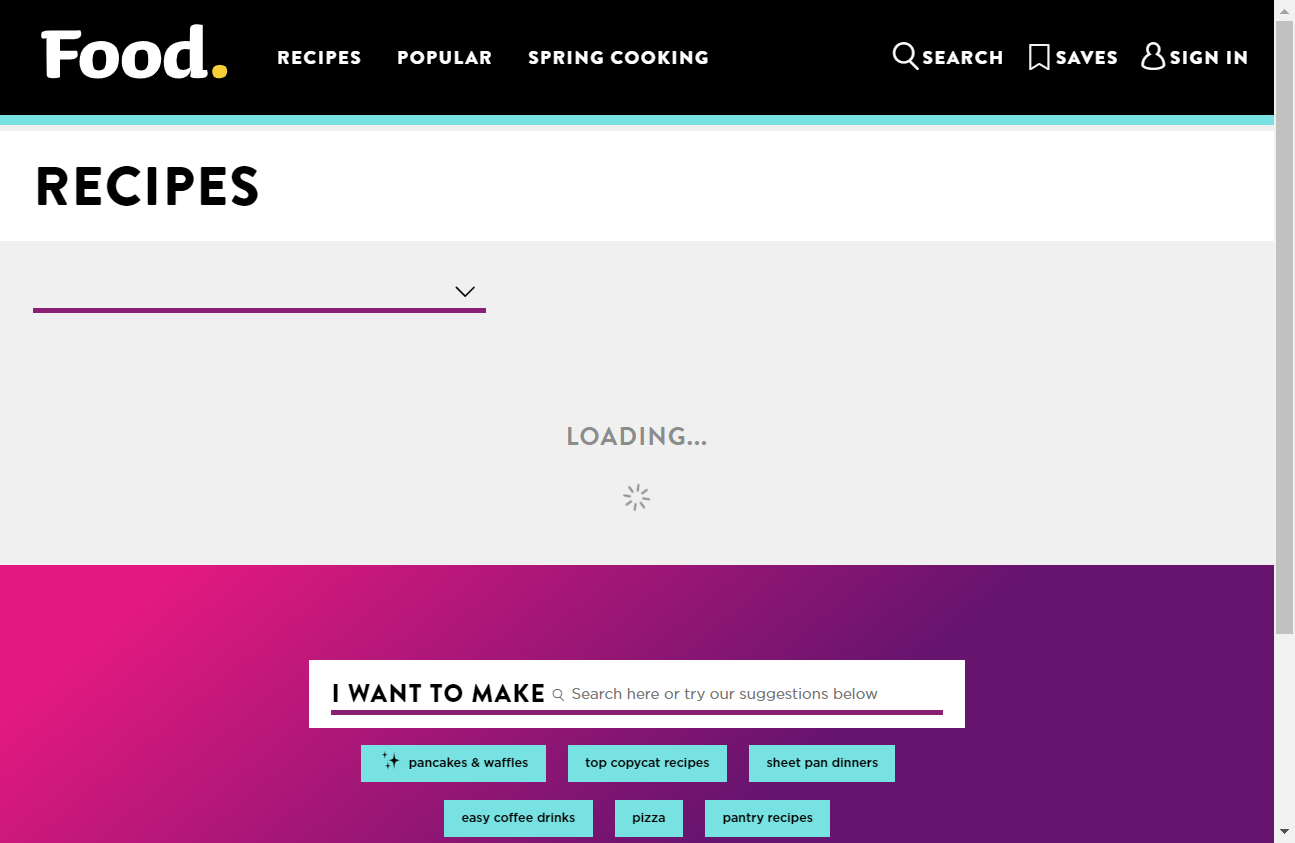 Food. RECIPES POPULAR SPRING COOKING SEARCH SAVES SIGN IN
RECIPES
LOADING...
I WANT TO MAKE Search here or try our suggestions below
pancakes & waffles top copycat recipes sheet pan dinners
easy coffee drinks pizza pantry recipes